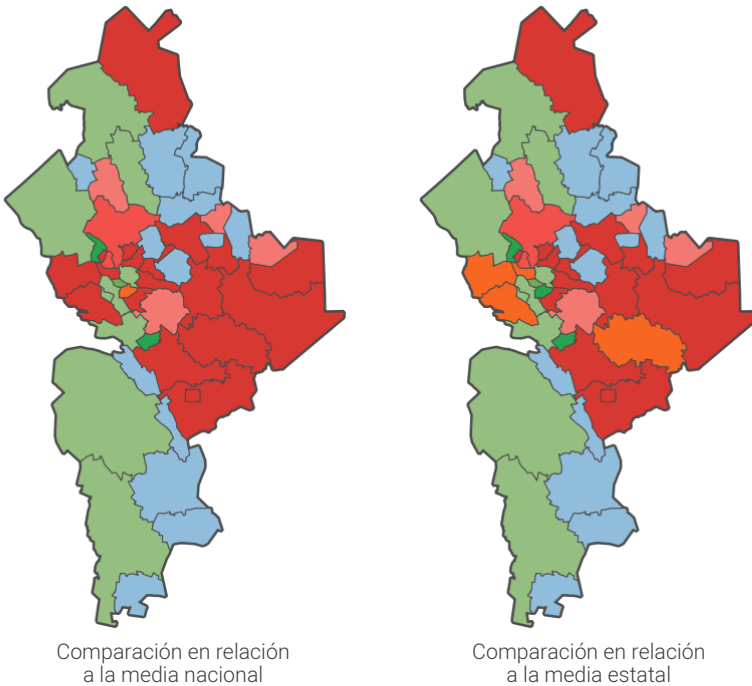 Comparación en relación
a la media nacional
Comparación en relación
a la media estatal